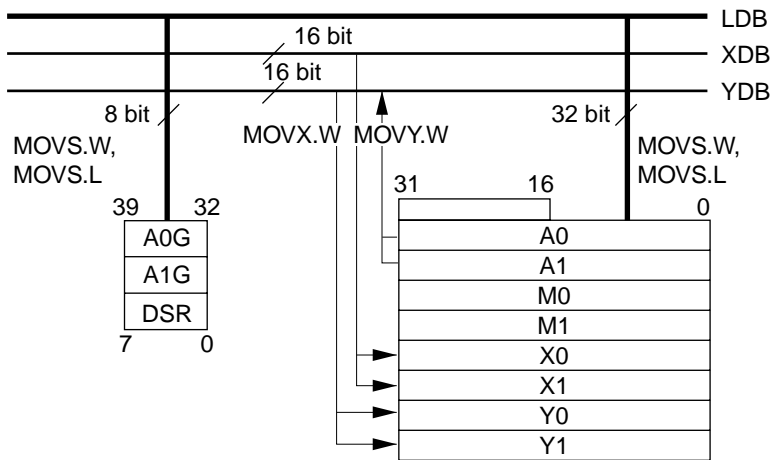 LDB
16 bit
XDB
16 bit
YDB
8 bit
MOVX.W
MOVY.W
32 bit
MOVS.W,
MOVS.L
MOVS.W,
MOVS.L
31
16
0
39
32
A0G
A1G
DSR
7
0
A0
A1
M0
M1
X0
X1
Y0
Y1